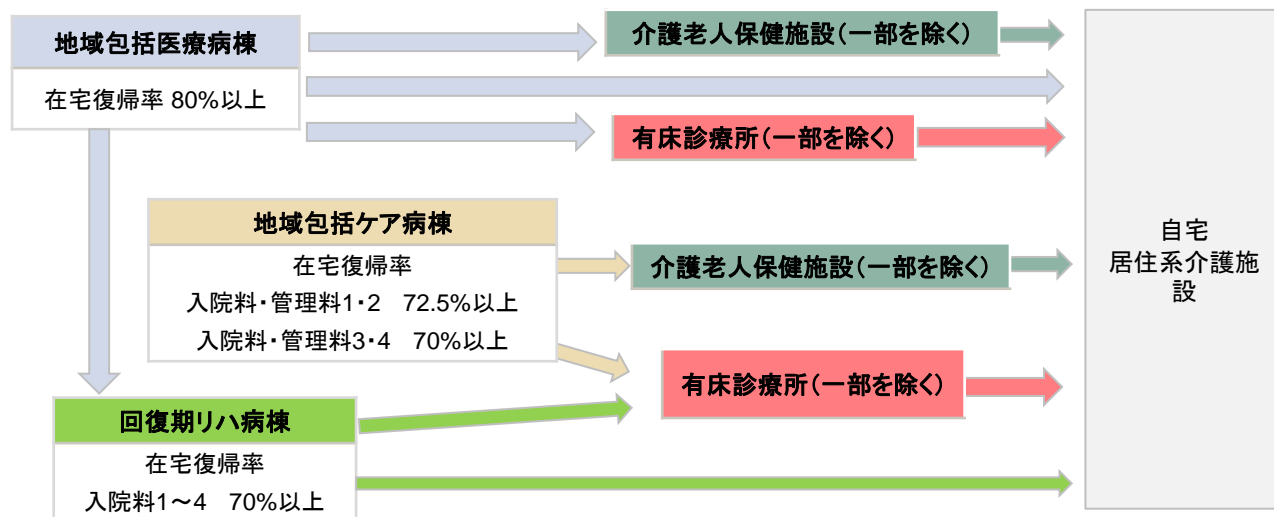 地域包括医療病棟
在宅復帰率 80%以上
介護老人保健施設(一部を除く)
有床診療所(一部を除く)
地域包括ケア病棟
在宅復帰率
入院料・管理料1・2　72.5%以上
入院料・管理料3・4　70%以上
介護老人保健施設(一部を除く)
有床診療所(一部を除く)
回復期リハ病棟
在宅復帰率
入院料1～4　70%以上
自宅
居住系介護施
設